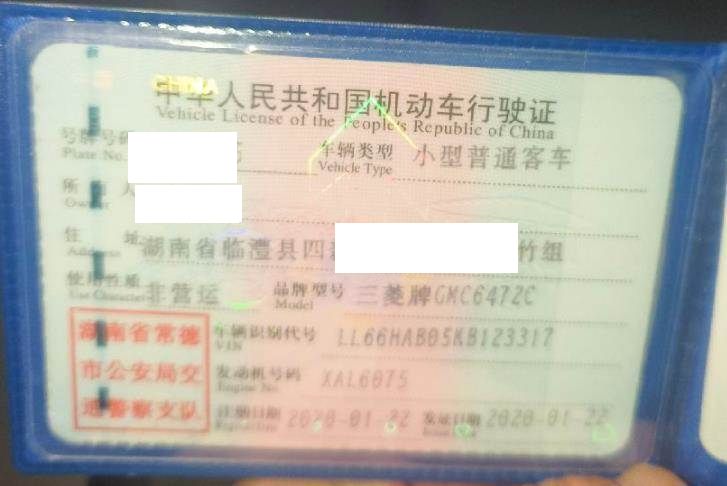 CHINA
中华人民共和国机动车行驶证
Vehicle License of the People's Republic of China
号牌号码
Plate No.
车辆类型 小型普通客车
Vehicle Type
所有人
Owner
住址 湖南省临澧县四 竹组
Address
使用性质 非营运 品牌型号 三菱牌GMC6472C
Use Character Model
湖南省常德
市公安局交
通警察支队
车辆识别代号 LL66HAB05KB123317
VIN
发动机号码 XAL6075
Engine No.
注册日期 2020-01-22 发证日期 2020-01-22